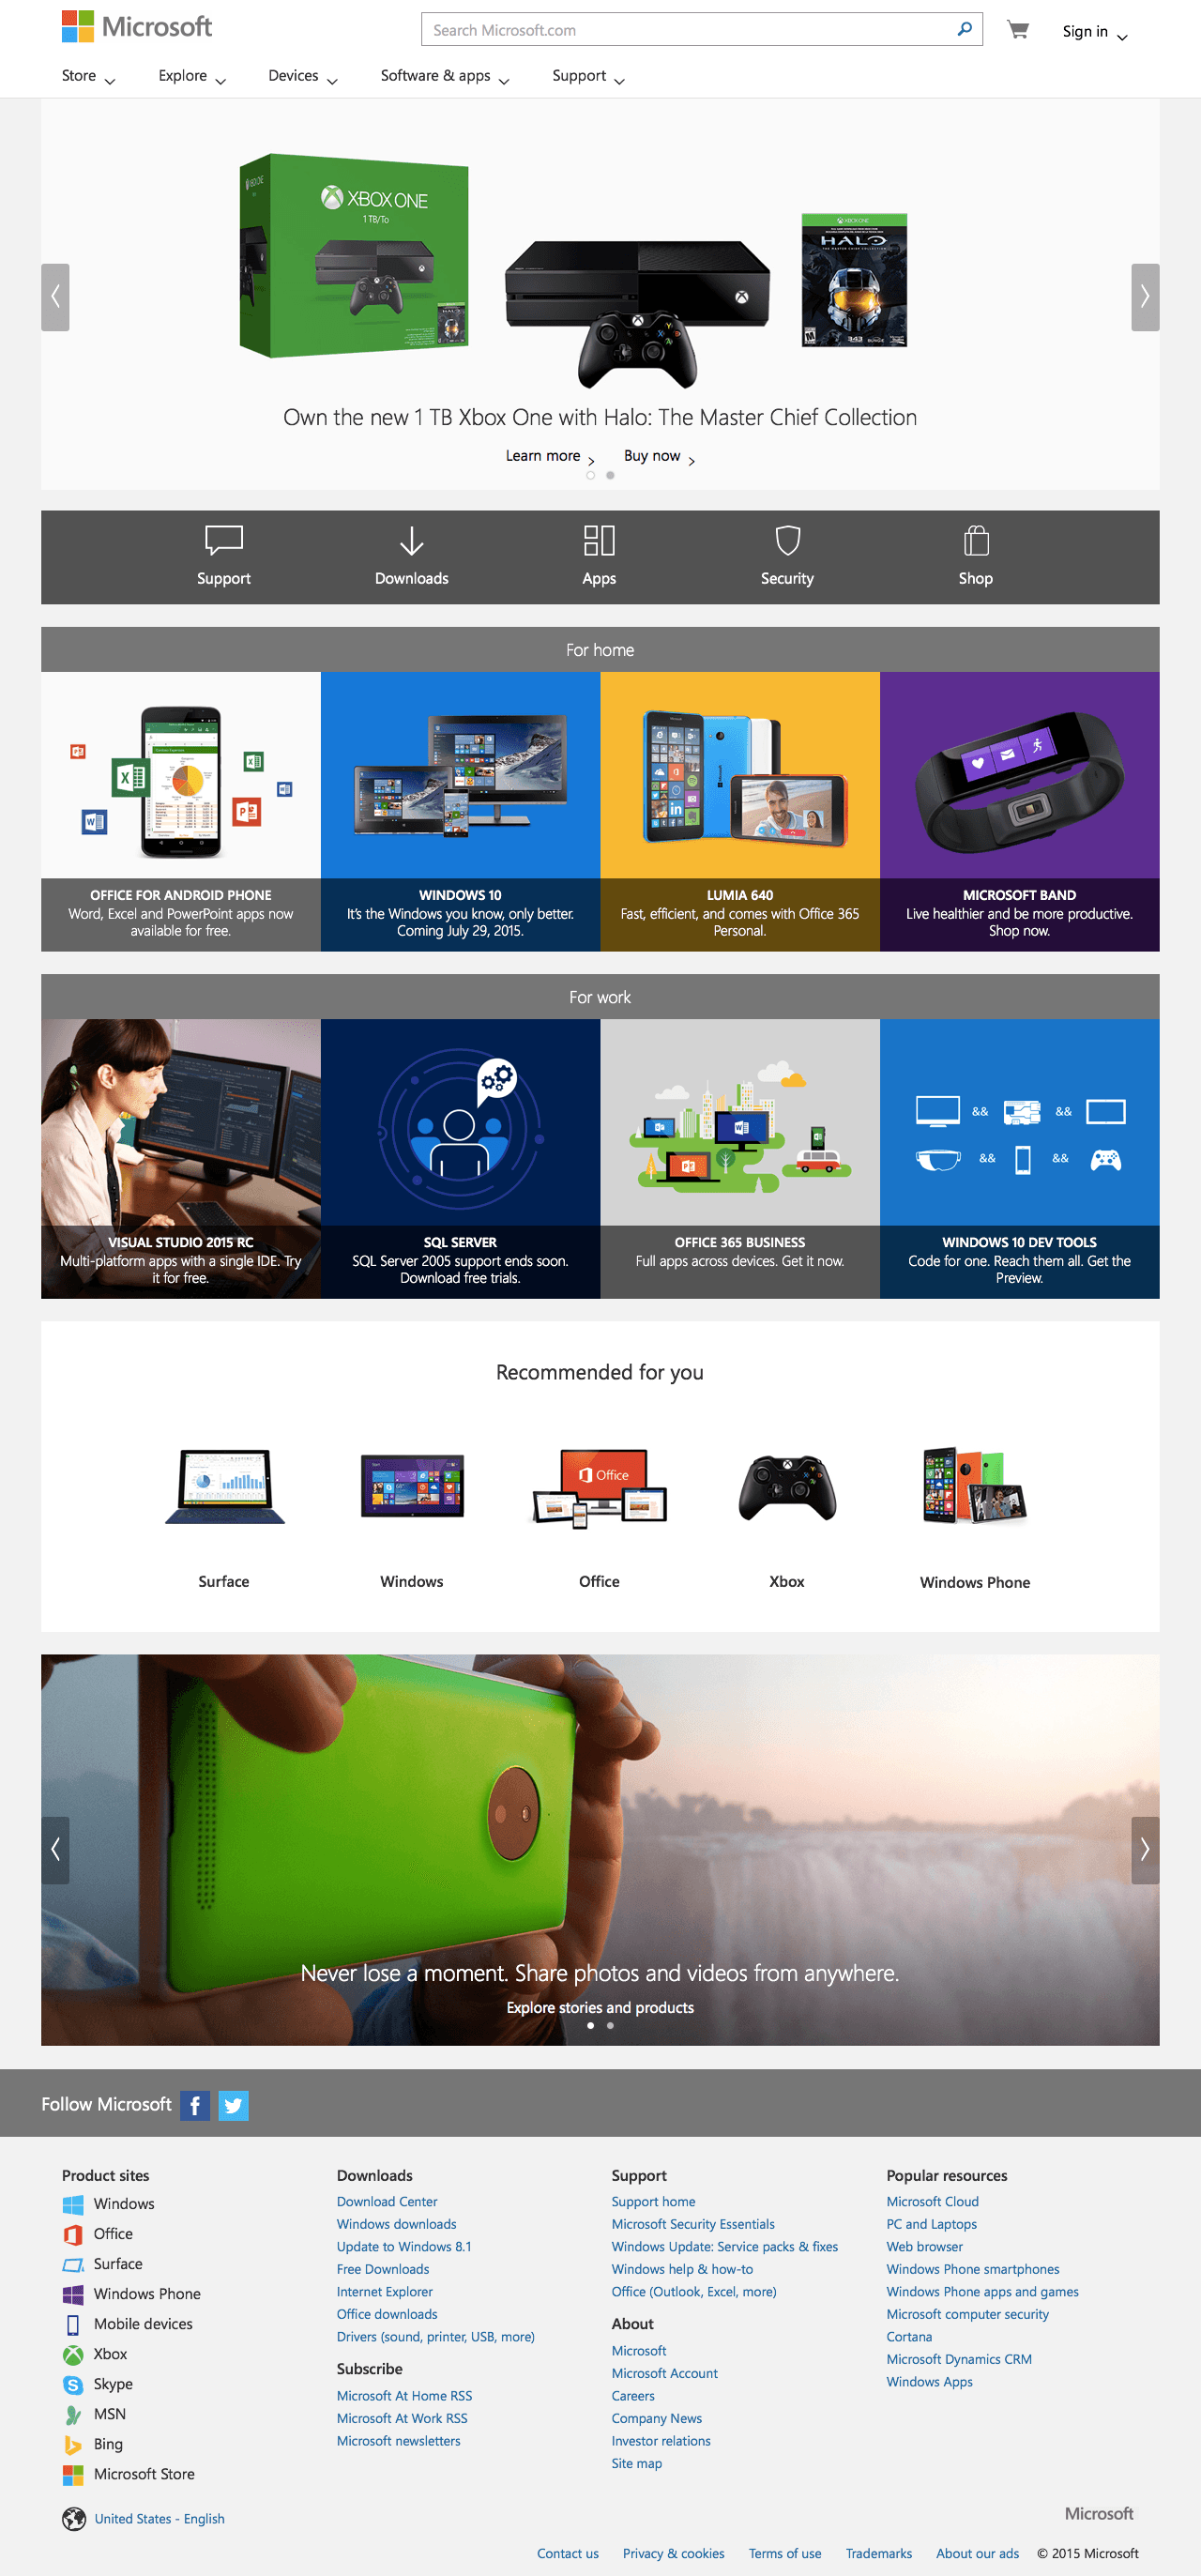 Microsoft
Search Microsoft.com
Sign in
Store
Explore
Devices
Software & apps
Support
XBOX ONE
XBOX ONE
1 TB/To
XBOX ONE
HALO
THE MASTER CHIEF COLLECTION
343
Own the new 1 TB Xbox One with Halo: The Master Chief Collection
Learn more
Buy now
Support
Downloads
Apps
Security
Shop
For home
OFFICE FOR ANDROID PHONE
Word, Excel and PowerPoint apps now
available for free.
WINDOWS 10
It's the Windows you know, only better.
Coming July 29, 2015.
LUMIA 640
Fast, efficient, and comes with Office 365
Personal.
MICROSOFT BAND
Live healthier and be more productive.
Shop now.
For work
&& &&
&& &&
VISUAL STUDIO 2015 RC
Multi-platform apps with a single IDE. Try
it for free.
SQL SERVER
SQL Server 2005 support ends soon.
Download free trials.
OFFICE 365 BUSINESS
Full apps across devices. Get it now.
WINDOWS 10 DEV TOOLS
Code for one. Reach them all. Get the
Preview.
Recommended for you
Office
Surface
Windows
Office
Xbox
Windows Phone
Never lose a moment. Share photos and videos from anywhere.
Explore stories and products
Follow Microsoft
Product sites
Windows
Office
Surface
Windows Phone
Mobile devices
Xbox
Skype
MSN
Bing
Microsoft Store
Downloads
Download Center
Windows downloads
Update to Windows 8.1
Free Downloads
Internet Explorer
Office downloads
Drivers (sound, printer, USB, more)
Subscribe
Microsoft At Home RSS
Microsoft At Work RSS
Microsoft newsletters
Support
Support home
Microsoft Security Essentials
Windows Update: Service packs & fixes
Windows help & how-to
Office (Outlook, Excel, more)
About
Microsoft
Microsoft Account
Careers
Company News
Investor relations
Site map
Popular resources
Microsoft Cloud
PC and Laptops
Web browser
Windows Phone smartphones
Windows Phone apps and games
Microsoft computer security
Cortana
Microsoft Dynamics CRM
Windows Apps
United States - English
Microsoft
Contact us
Privacy & cookies
Terms of use
Trademarks
About our ads
© 2015 Microsoft